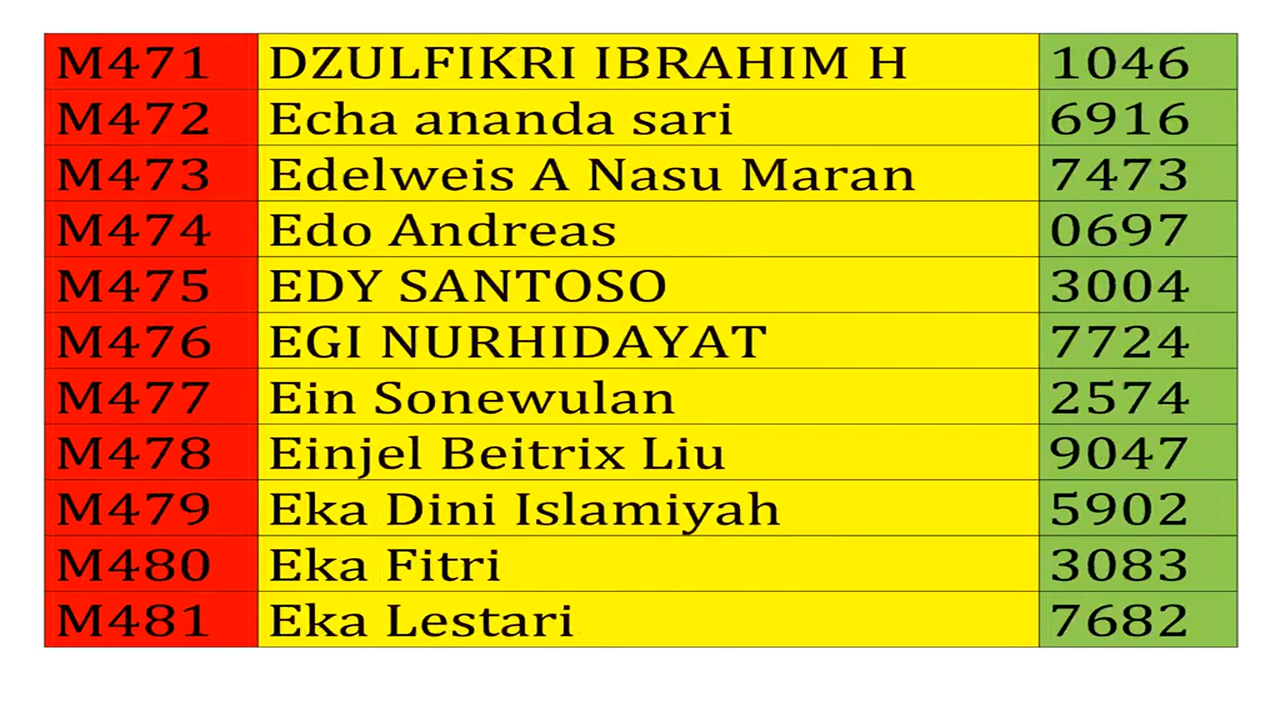 M471 DZULFIKRI IBRAHIM H 1046
M472 Echa ananda sari 6916
M473 Edelweis A Nasu Maran 7473
M474 Edo Andreas 0697
M475 EDY SANTOSO 3004
M476 EGI NURHIDAYAT 7724
M477 Ein Sonewulan 2574
M478 Einjel Beitrix Liu 9047
M479 Eka Dini Islamiyah 5902
M480 Eka Fitri 3083
M481 Eka Lestari 7682